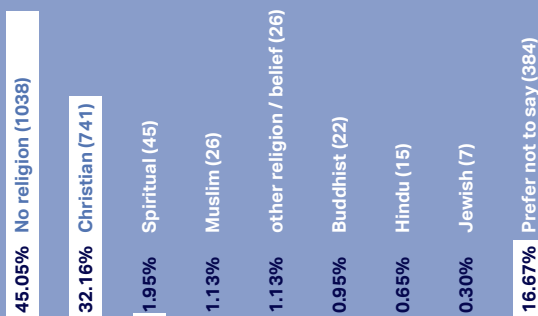 45.05% No religion (1038)
32.16% Christian (741)
1.95% Spiritual (45)
1.13% Muslim (26)
1.13% other religion / belief (26)
0.95% Buddhist (22)
0.65% Hindu (15)
0.30% Jewish (7)
16.67% Prefer not to say (384)